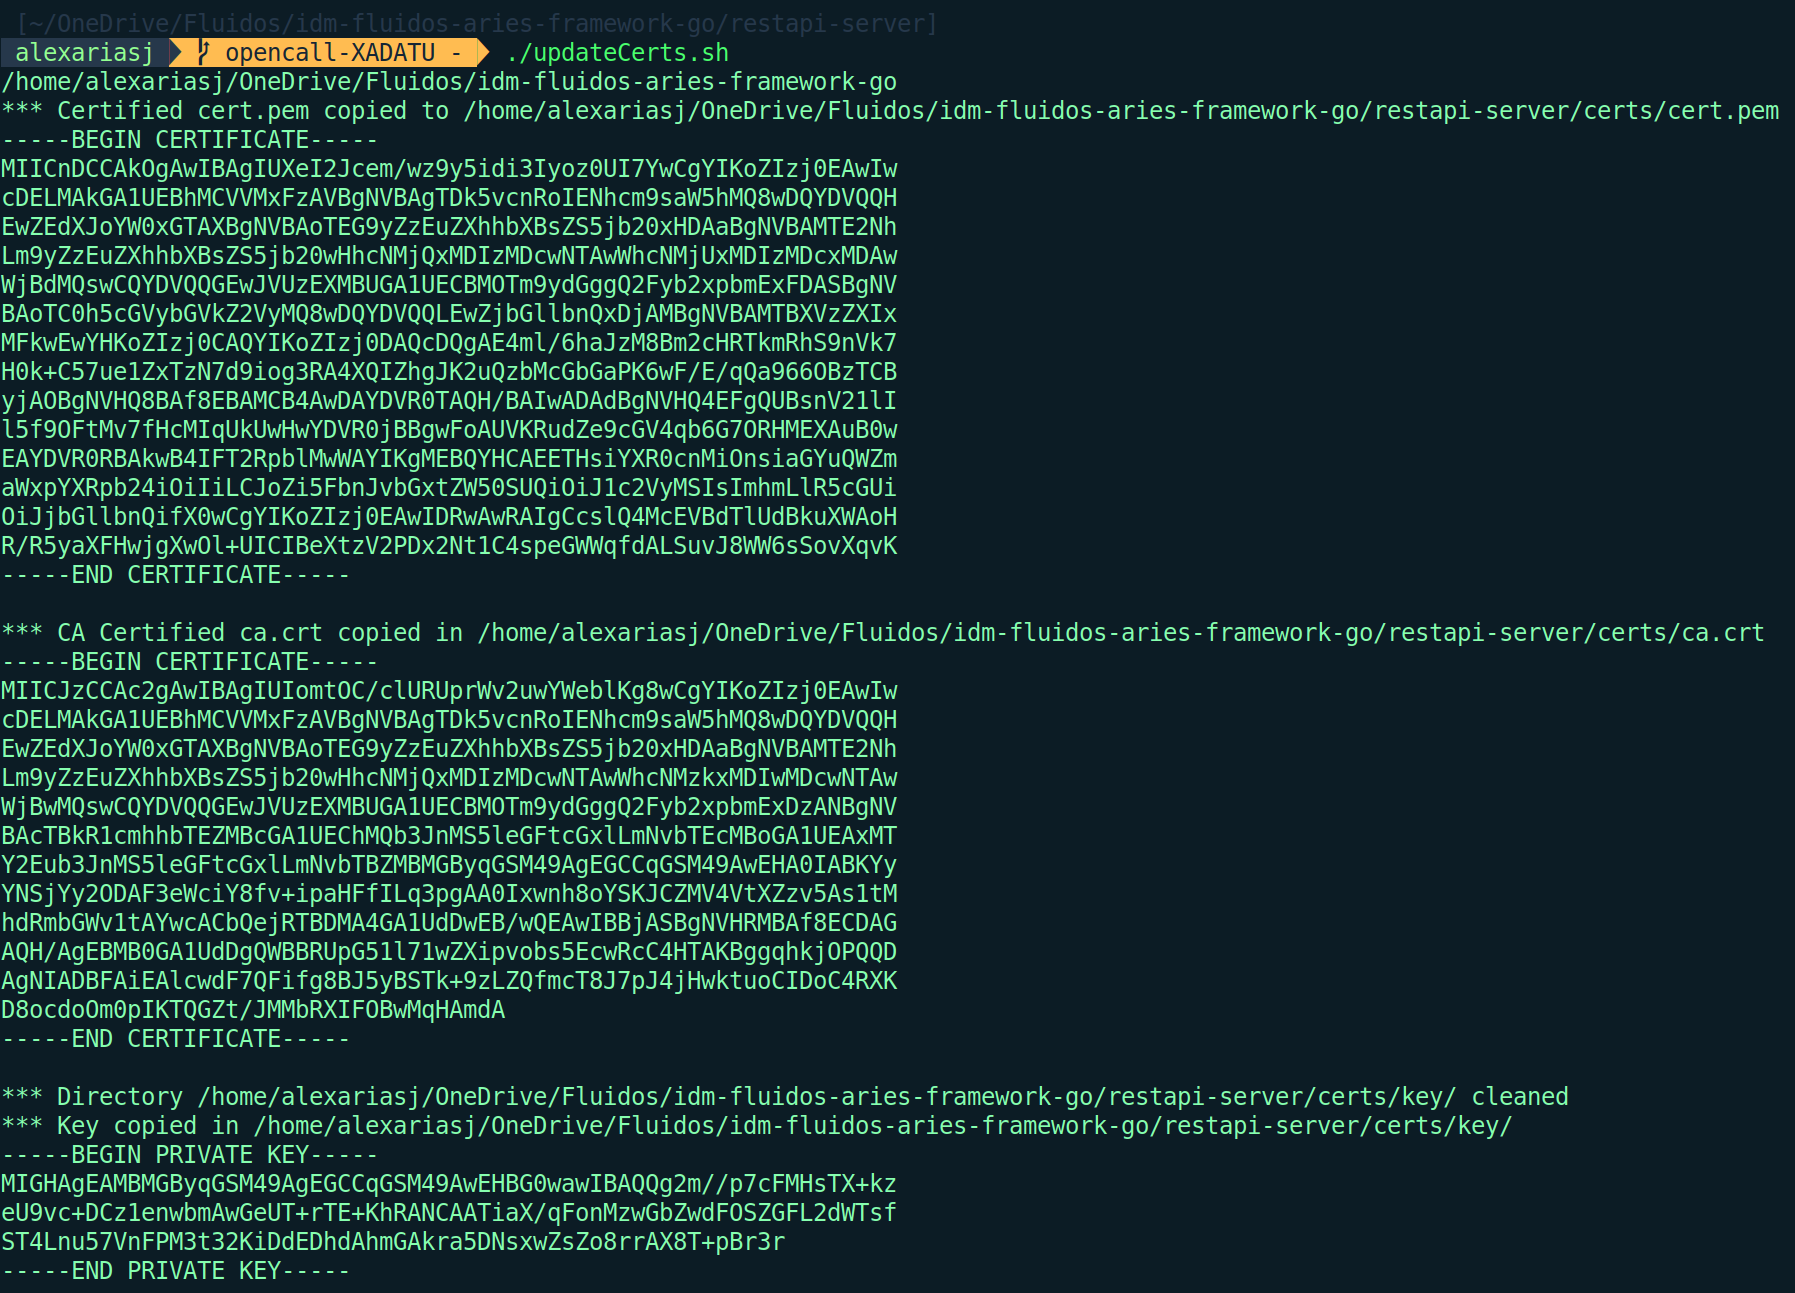 [~/OneDrive/Fluidos/idm-fluidos-aries-framework-go/restapi-server]
alexariasj opencall-XADATU - ./updateCerts.sh
/home/alexariasj/OneDrive/Fluidos/idm-fluidos-aries-framework-go
*** Certified cert.pem copied to /home/alexariasj/OneDrive/Fluidos/idm-fluidos-aries-framework-go/restapi-server/certs/cert.pem
-----BEGIN CERTIFICATE-----
MIICnDCCAkOgAwIBAgIUXeI2Jcem/wz9y5idi3Iyoz0UI7YwCgYIKoZIzj0EAwIw
cDELMAkGA1UEBhMCVVMxFzAVBgNVBAgTDk5vcnRoIENhcm9saW5hMQ8wDQYDVQQH
EwZEdXJoYW0xGTAXBgNVBAoTEG9yZzEuZXhhbXBsZS5jb20xHDAaBgNVBAMTE2Nh
Lm9yZzEuZXhhbXBsZS5jb20wHhcNMjQxMDIzMDcwNTAwWhcNMjUxMDIzMDcxMDAw
WjBdMQswCQYDVQQGEwJVUzEXMBUGA1UECBMOTm9ydGggQ2Fyb2xpbmExFDASBgNV
BAoTC0h5cGVybGVkZ2VyMQ8wDQYDVQQLEwZjbGllbnQxDjAMBgNVBAMTBXVzZXIx
MFkwEwYHKoZIzj0CAQYIKoZIzj0DAQcDQgAE4ml/6haJzM8Bm2cHRTkmRhS9nVk7
H0k+C57ue1ZxTzN7d9iog3RA4XQIZhgJK2uQzbMcGbGaPK6wF/E/qQa966OBzTCB
yjAOBgNVHQ8BAf8EBAMCB4AwDAYDVR0TAQH/BAIwADAdBgNVHQ4EFgQUBsnV21lI
l5f9OFtMv7fHcMIqUkUwHwYDVR0jBBgwFoAUVKRudZe9cGV4qb6G7ORHMEXAuB0w
EAYDVR0RBAkwB4IFT2RpblMwWAYIKgMEBQYHCAEETHsiYXR0cnMiOnsiaGYuQWZm
aWxpYXRpb24iOiIiLCJoZi5FbnJvbGxtZW50SUQiOiJ1c2VyMSIsImhmLlR5cGUi
OiJjbGllbnQifX0wCgYIKoZIzj0EAwIDRwAwRAIgCcslQ4McEVBdTlUdBkuXWAoH
R/R5yaXFHwjgXwOl+UICIBeXtzV2PDx2Nt1C4speGWWqfdALSuvJ8WW6sSovXqvK
-----END CERTIFICATE-----
*** CA Certified ca.crt copied in /home/alexariasj/OneDrive/Fluidos/idm-fluidos-aries-framework-go/restapi-server/certs/ca.crt
-----BEGIN CERTIFICATE-----
MIICJzCCAc2gAwIBAgIUIomtOC/clURUprWv2uwYWeblKg8wCgYIKoZIzj0EAwIw
cDELMAkGA1UEBhMCVVMxFzAVBgNVBAgTDk5vcnRoIENhcm9saW5hMQ8wDQYDVQQH
EwZEdXJoYW0xGTAXBgNVBAoTEG9yZzEuZXhhbXBsZS5jb20xHDAaBgNVBAMTE2Nh
Lm9yZzEuZXhhbXBsZS5jb20wHhcNMjQxMDIzMDcwNTAwWhcNMzkxMDIwMDcwNTAw
WjBwMQswCQYDVQQGEwJVUzEXMBUGA1UECBMOTm9ydGggQ2Fyb2xpbmExDzANBgNV
BAcTBkR1cmhhbTEZMBcGA1UEChMQb3JnMS5leGFtcGxlLmNvbTEcMBoGA1UEAxMT
Y2Eub3JnMS5leGFtcGxlLmNvbTBZMBMGByqGSM49AgEGCCqGSM49AwEHA0IABKYy
YNSjYy2ODAF3eWciY8fv+ipaHFfILq3pgAA0Ixwnh8oYSKJCZMV4VtXZzv5As1tM
hdRmbGWv1tAYwcACbQejRTBDMA4GA1UdDwEB/wQEAwIBBjASBgNVHRMBAf8ECDAG
AQH/AgEBMB0GA1UdDgQWBBRUpG51l71wZXipvobs5EcwRcC4HTAKBggqhkjOPQQD
AgNIADBFAiEAlcwdF7QFifg8BJ5yBSTk+9zLZQfmcT8J7pJ4jHwktuoCIDoC4RXK
D8ocdoOm0pIKTQGZt/JMMbRXIFOBwMqHAmdA
-----END CERTIFICATE-----
*** Directory /home/alexariasj/OneDrive/Fluidos/idm-fluidos-aries-framework-go/restapi-server/certs/key/ cleaned
*** Key copied in /home/alexariasj/OneDrive/Fluidos/idm-fluidos-aries-framework-go/restapi-server/certs/key/
-----BEGIN PRIVATE KEY-----
MIGHAgEAMBMGByqGSM49AgEGCCqGSM49AwEHBG0wawIBAQQg2m//p7cFMHsTX+kz
eU9vc+DCz1enwbmAwGeUT+rTE+KhRANCAATiaX/qFonMzwGbZwdFOSZGFL2dWTsf
ST4Lnu57VnFPM3t32KiDdEDhdAhmGAkra5DNsxwZsZo8rrAX8T+pBr3r
-----END PRIVATE KEY-----